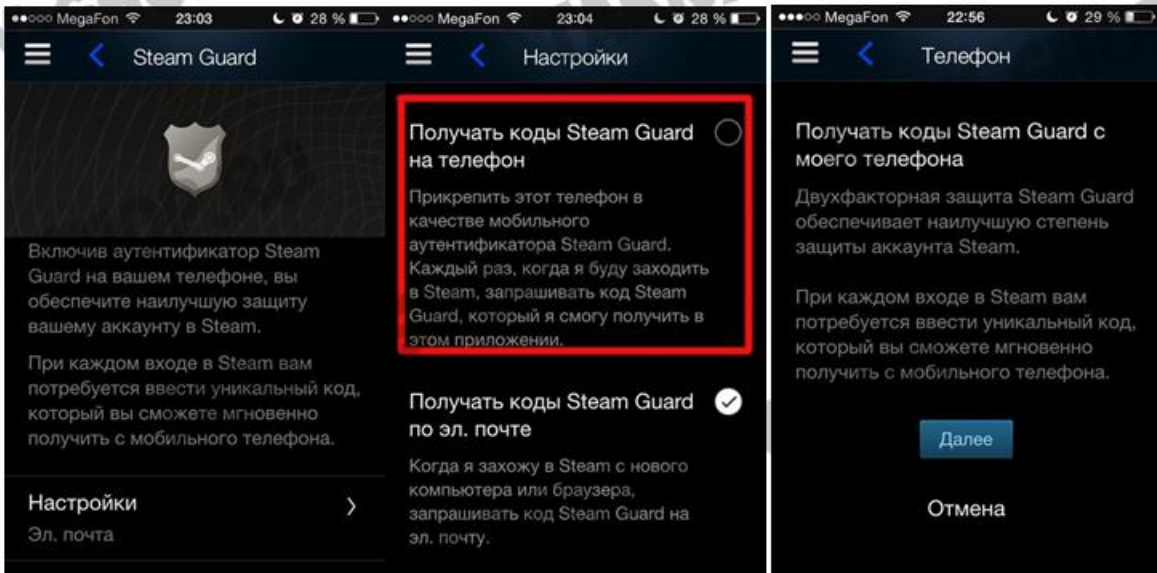 ●●○○○ MegaFon 23:03 28 %
Steam Guard
Включив аутентификатор Steam
Guard на вашем телефоне, вы
обеспечите наилучшую защиту
вашему аккаунту в Steam.
При каждом входе в Steam вам
потребуется ввести уникальный код,
который вы сможете мгновенно
получить с мобильного телефона.
Настройки
Эл. почта
●●○○○ MegaFon 23:04 28 %
Настройки
Получать коды Steam Guard
на телефон
Прикрепить этот телефон в
качестве мобильного
аутентификатора Steam Guard.
Каждый раз, когда я буду заходить
в Steam, запрашивать код Steam
Guard, который я смогу получить в
этом приложении.
Получать коды Steam Guard
по эл. почте
Когда я захожу в Steam с нового
компьютера или браузера,
запрашивать код Steam Guard на
эл. почту.
●●●○○ MegaFon 22:56 29 %
Телефон
Получать коды Steam Guard с
моего телефона
Двухфакторная защита Steam Guard
обеспечивает наилучшую степень
защиты аккаунта Steam.
При каждом входе в Steam вам
потребуется ввести уникальный код,
который вы сможете мгновенно
получить с мобильного телефона.
Далее
Отмена